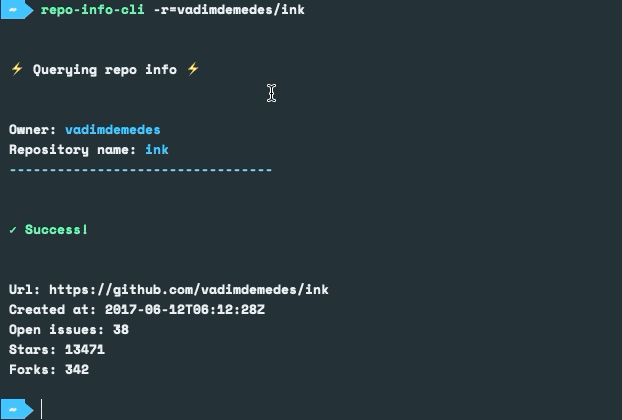 ~ repo-info-cli -r=vadimdemedes/ink
⚡ Querying repo info ⚡
Owner: vadimdemedes
Repository name: ink
---------------------------------
✓ Success!
Url: https://github.com/vadimdemedes/ink
Created at: 2017-06-12T06:12:28Z
Open issues: 38
Stars: 13471
Forks: 342
~